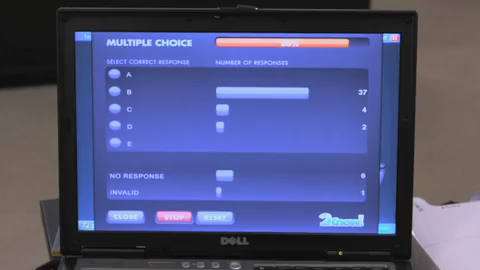 MULTIPLE CHOICE
SELECT CORRECT RESPONSE NUMBER OF RESPONSES
A
B 37
C 4
D 2
E
NO RESPONSE 6
INVALID 1
CLOSE STOP RESET
2Know!
DELL